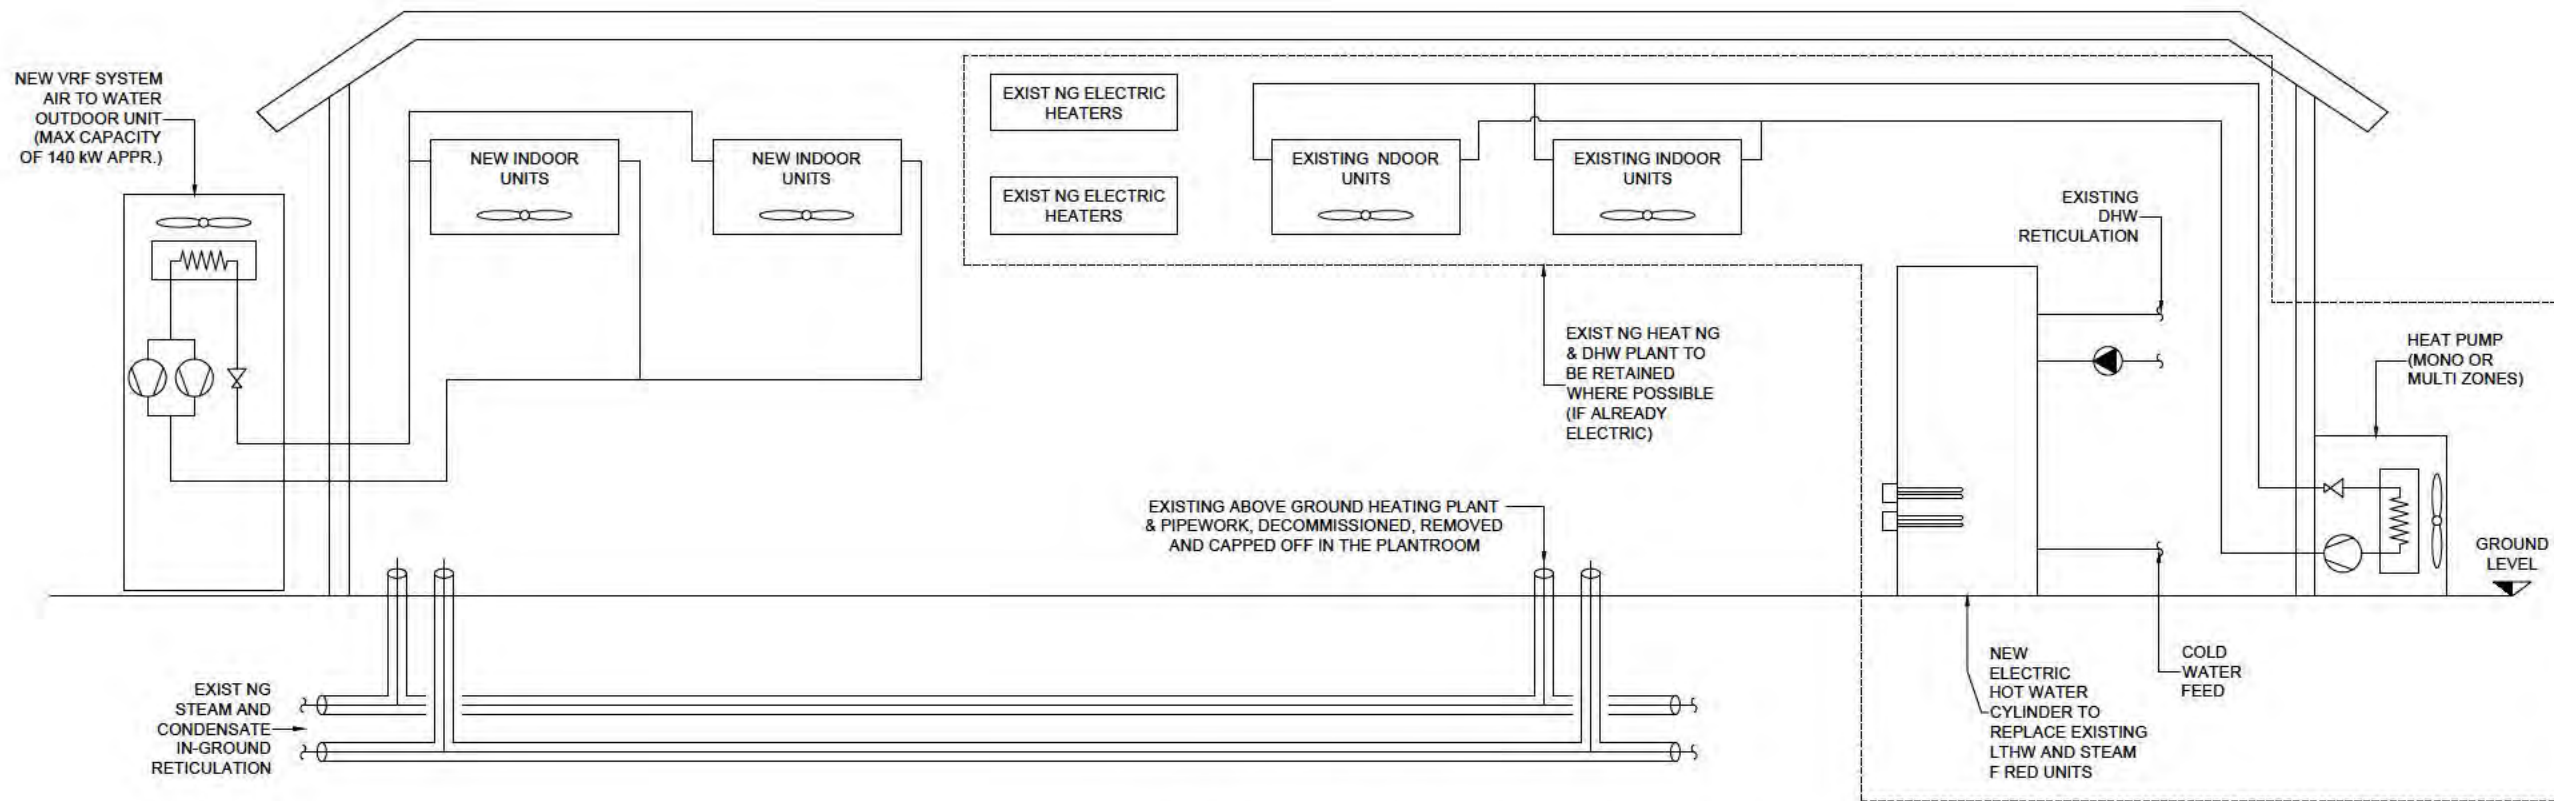 NEW VRF SYSTEM
AIR TO WATER
OUTDOOR UNIT
(MAX CAPACITY
OF 140 kW APPR.)
NEW INDOOR
UNITS
NEW INDOOR
UNITS
EXIST NG ELECTRIC
HEATERS
EXIST NG ELECTRIC
HEATERS
EXISTING NDOOR
UNITS
EXISTING INDOOR
UNITS
EXISTING
DHW
RETICULATION
EXIST NG HEAT NG
& DHW PLANT TO
BE RETAINED
WHERE POSSIBLE
(IF ALREADY
ELECTRIC)
HEAT PUMP
(MONO OR
MULTI ZONES)
EXISTING ABOVE GROUND HEATING PLANT
& PIPEWORK, DECOMMISSIONED, REMOVED
AND CAPPED OFF IN THE PLANTROOM
GROUND
LEVEL
EXIST NG
STEAM AND
CONDENSATE
IN-GROUND
RETICULATION
NEW
ELECTRIC
HOT WATER
CYLINDER TO
REPLACE EXISTING
LTHW AND STEAM
F RED UNITS
COLD
WATER
FEED